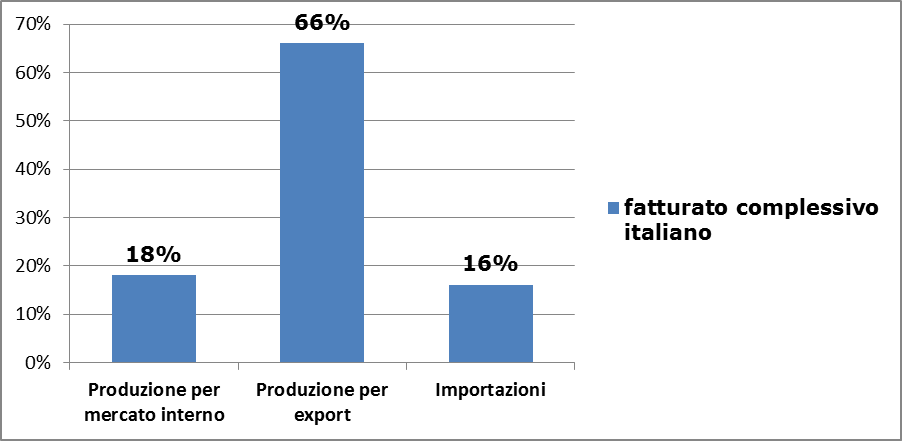 70%
60%
50%
40%
30%
20%
10%
0%
18%
66%
16%
Produzione per
mercato interno
Produzione per
export
Importazioni
fatturato complessivo
italiano